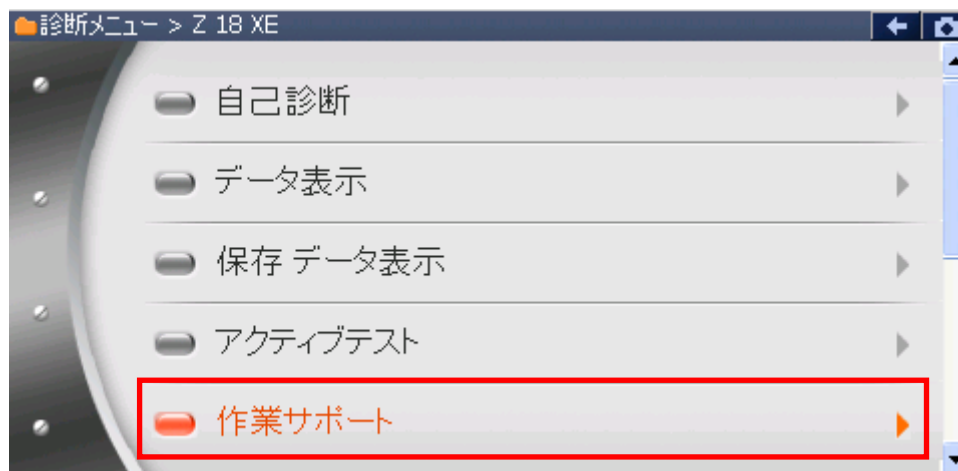 診断メニュー > Z 18 XE
自己診断
データ表示
保存 データ表示
アクティブテスト
作業サポート